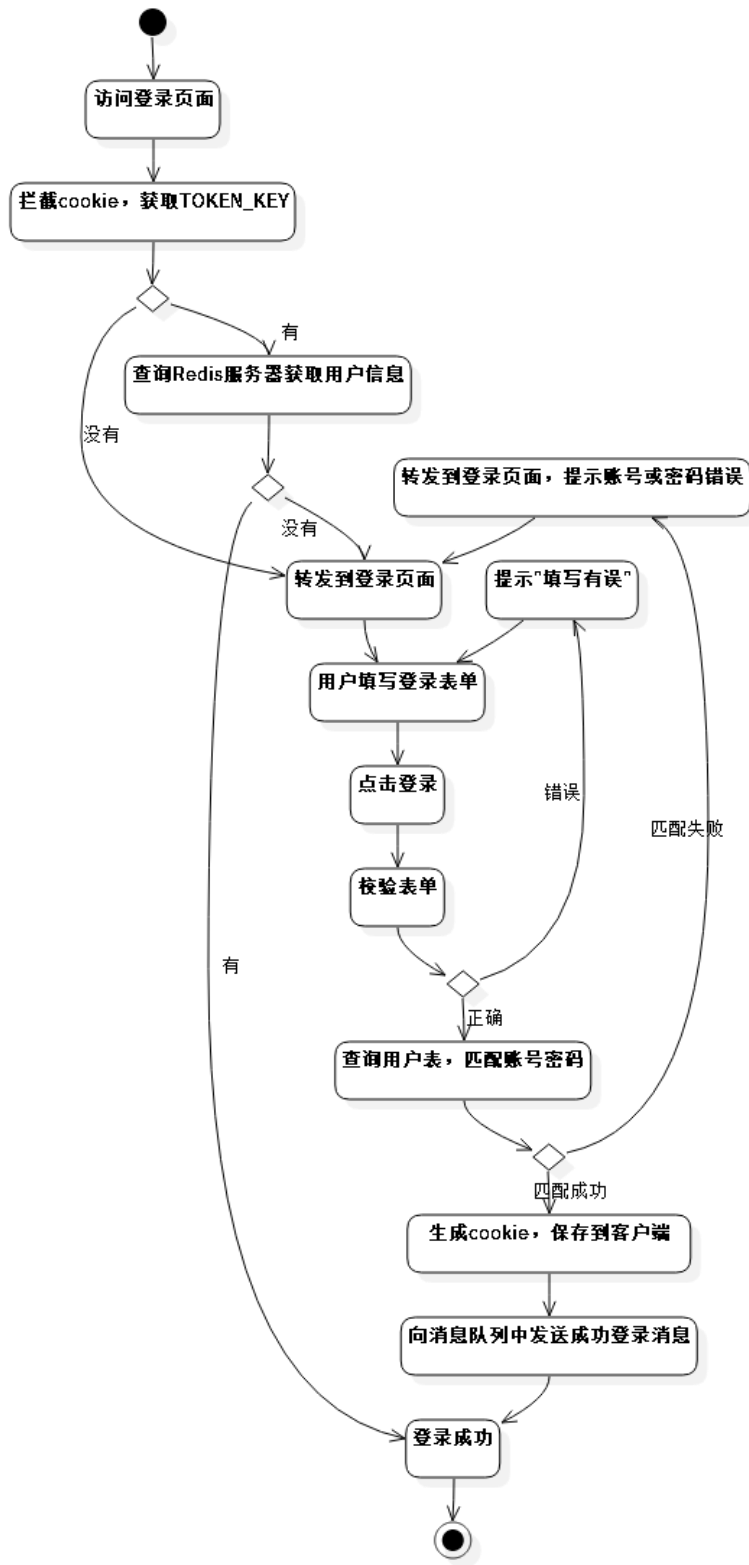 访问登录页面
拦截cookie，获取TOKEN_KEY
有
查询Redis服务器获取用户信息
没有
转发到登录页面，提示账号或密码错误
没有
转发到登录页面
提示"填写有误"
用户填写登录表单
点击登录
错误
匹配失败
校验表单
有
正确
查询用户表，匹配账号密码
匹配成功
生成cookie，保存到客户端
向消息队列中发送成功登录消息
登录成功